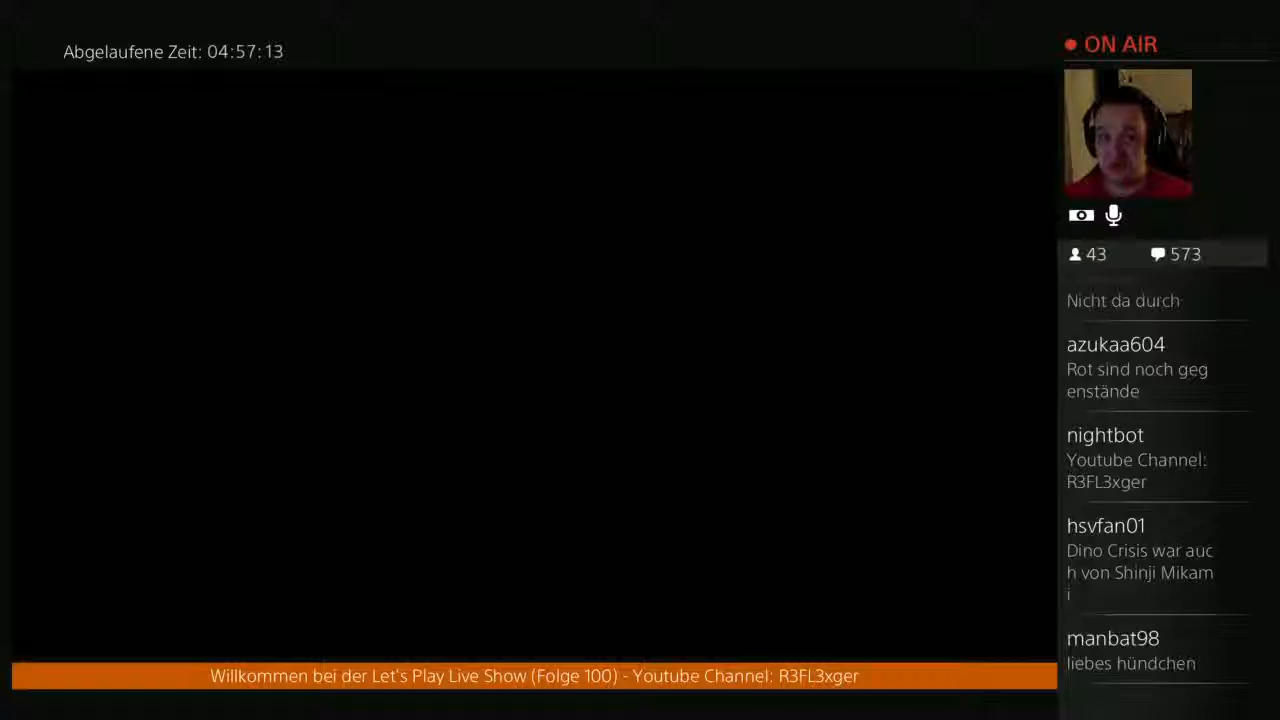 Abgelaufene Zeit: 04:57:13
ON AIR
43 573
Nicht da durch
azukaa604
Rot sind noch geg
enstände
nightbot
Youtube Channel:
R3FL3xger
hsvfan01
Dino Crisis war auc
h von Shinji Mikam
i
manbat98
liebes hündchen
Willkommen bei der Let's Play Live Show (Folge 100) - Youtube Channel: R3FL3xger